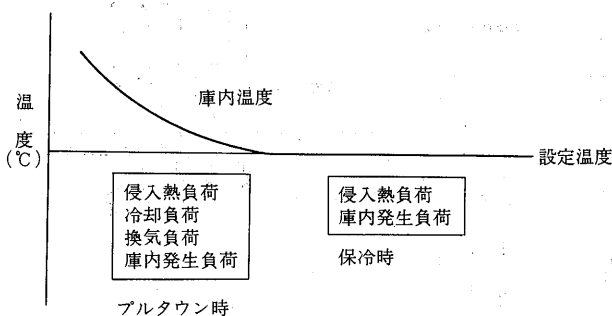 温
度
(℃)
庫内温度
設定温度
侵入熱負荷
冷却負荷
換気負荷
庫内発生負荷
プルタウン時
侵入熱負荷
庫内発生負荷
保冷時